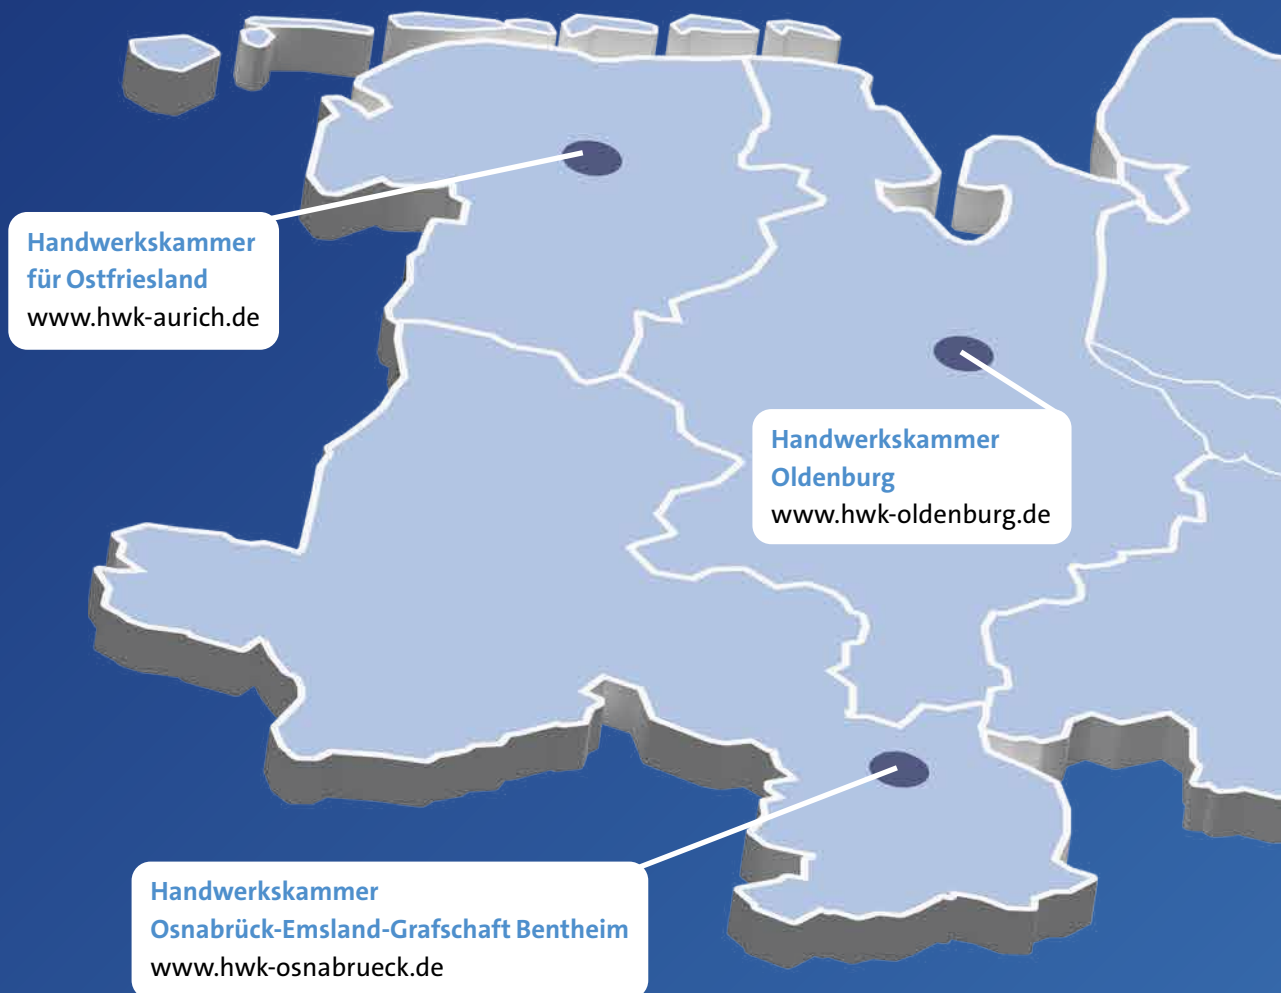 Handwerkskammer
für Ostfriesland
www.hwk-aurich.de
Handwerkskammer
Oldenburg
www.hwk-oldenburg.de
Handwerkskammer
Osnabrück-Emsland-Grafschaft Bentheim
www.hwk-osnabrueck.de